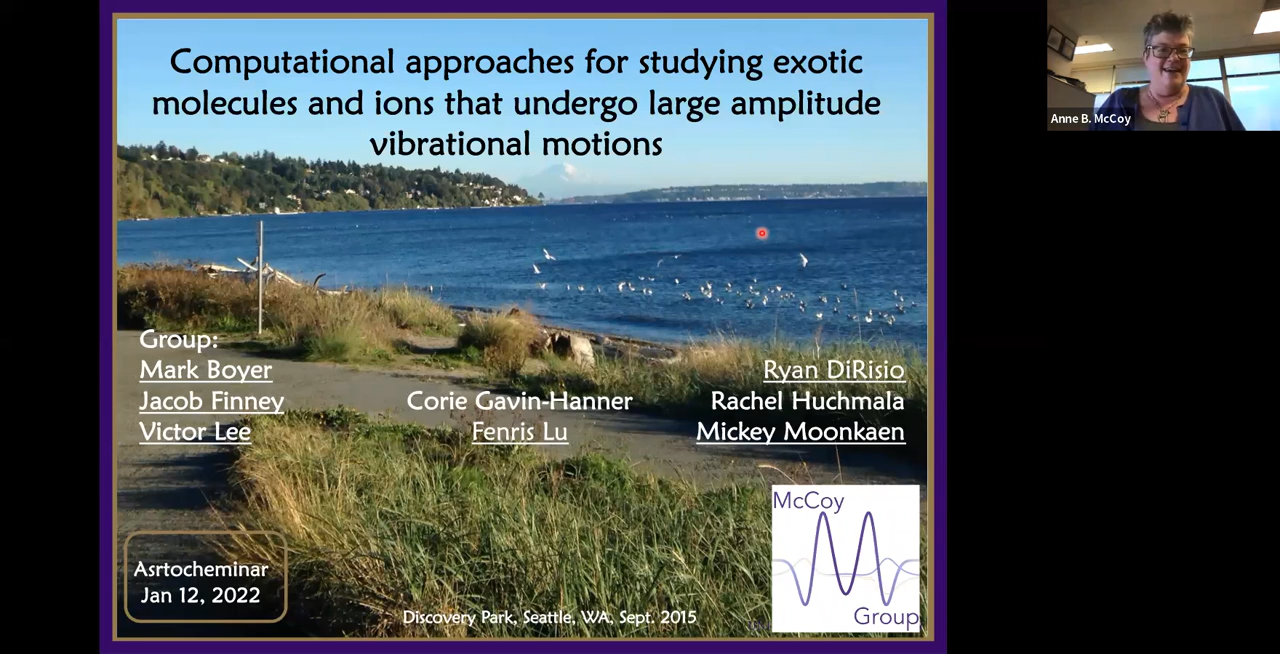 Computational approaches for studying exotic
molecules and ions that undergo large amplitude
vibrational motions
Anne B. McCoy
Group:
Mark Boyer
Jacob Finney
Victor Lee
Corie Gavin-Hanner
Fenris Lu
Ryan DiRisio
Rachel Huchmala
Mickey Moonkaen
Asrtocheminar
Jan 12, 2022
Discovery Park, Seattle, WA, Sept. 2015
McCoy
Group